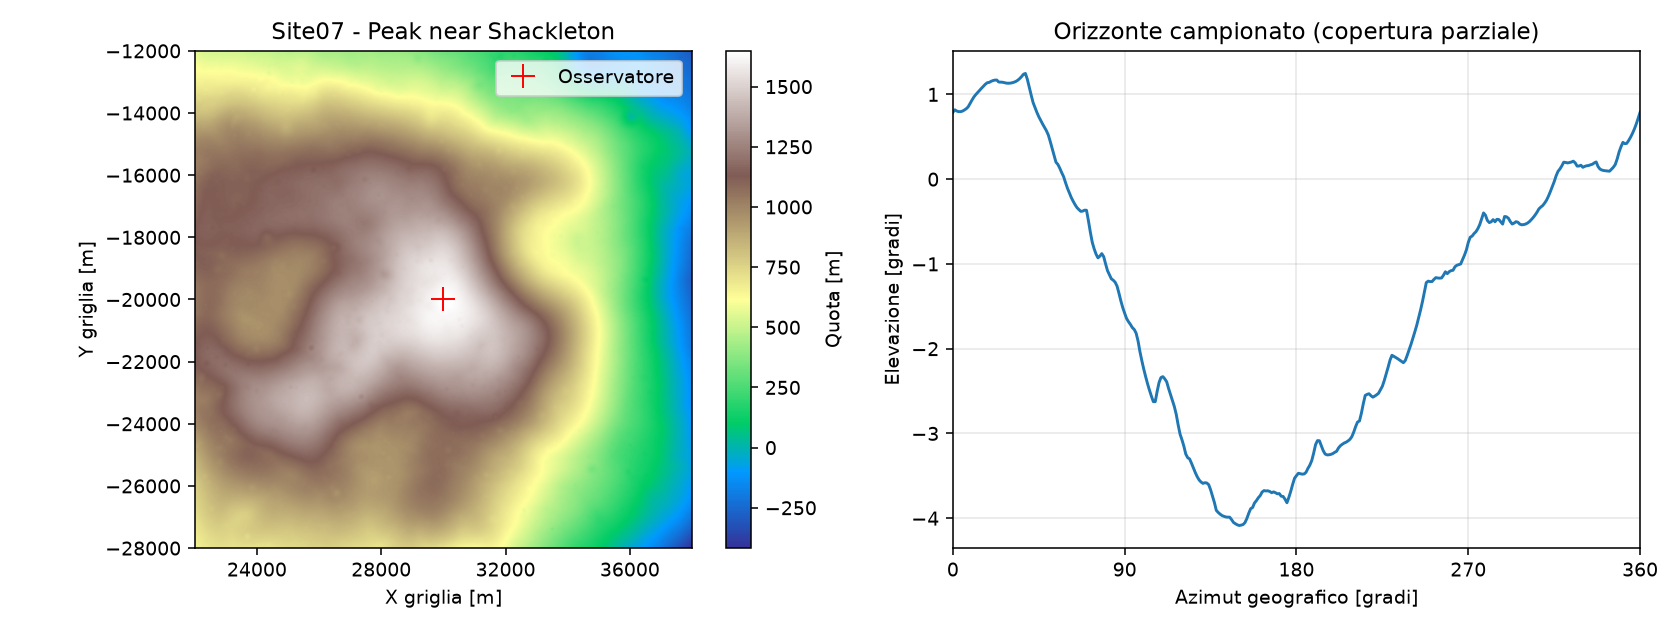 Site07 - Peak near Shackleton
−12000
−14000
−16000
−18000
−20000
−22000
−24000
−26000
−28000
Y griglia [m]
24000 28000 32000 36000
X griglia [m]
Osservatore
1500
1250
1000
750
500
250
0
−250
Quota [m]
Orizzonte campionato (copertura parziale)
1
0
−1
−2
−3
−4
Elevazione [gradi]
0 90 180 270 360
Azimut geografico [gradi]